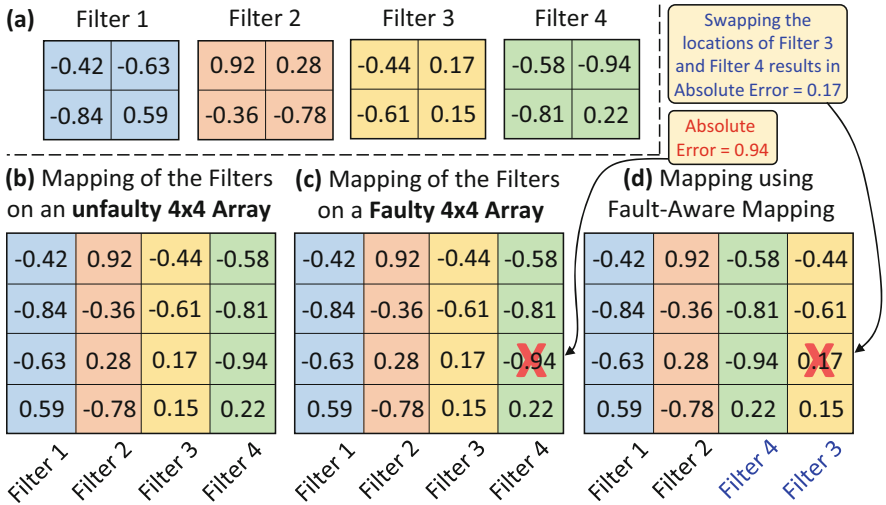 (a) Filter 1 Filter 2 Filter 3 Filter 4
-0.42 -0.63 0.92 0.28 -0.44 0.17 -0.58 -0.94
-0.84 0.59 -0.36 -0.78 -0.61 0.15 -0.81 0.22
Swapping the
locations of Filter 3
and Filter 4 results in
Absolute Error = 0.17
Absolute
Error = 0.94
(b) Mapping of the Filters
on an unfaulty 4x4 Array
-0.42 0.92 -0.44 -0.58
-0.84 -0.36 -0.61 -0.81
-0.63 0.28 0.17 -0.94
0.59 -0.78 0.15 0.22
Filter 1 Filter 2 Filter 3 Filter 4
(c) Mapping of the Filters
on a Faulty 4x4 Array
-0.42 0.92 -0.44 -0.58
-0.84 -0.36 -0.61 -0.81
-0.63 0.28 0.17 -0.94 X
0.59 -0.78 0.15 0.22
Filter 1 Filter 2 Filter 3 Filter 4
(d) Mapping using
Fault-Aware Mapping
-0.42 0.92 -0.58 -0.44
-0.84 -0.36 -0.81 -0.61
-0.63 0.28 -0.94 0.17 X
0.59 -0.78 0.22 0.15
Filter 1 Filter 2 Filter 4 Filter 3